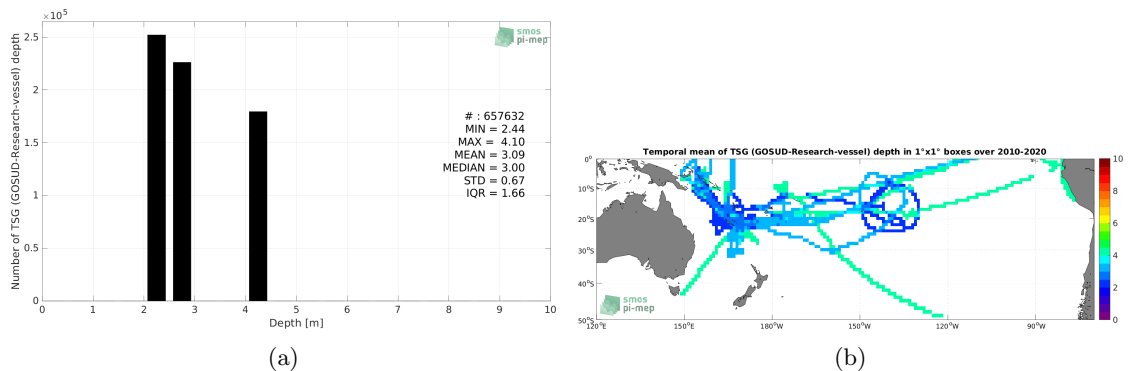 ×10⁵
2.5
2
1.5
1
0.5
0
Number of TSG (GOSUD-Research-vessel) depth
smos
pi-mep
# : 657632
MIN = 2.44
MAX = 4.10
MEAN = 3.09
MEDIAN = 3.00
STD = 0.67
IQR = 1.66
0 1 2 3 4 5 6 7 8 9 10
Depth [m]
(a)
Temporal mean of TSG (GOSUD-Research-vessel) depth in 1°x1° boxes over 2010-2020
0°
10°S
20°S
30°S
40°S
50°S
smos
pi-mep
120°E 150°E 180°W 150°W 120°W 90°W
10
8
6
4
2
0
(b)